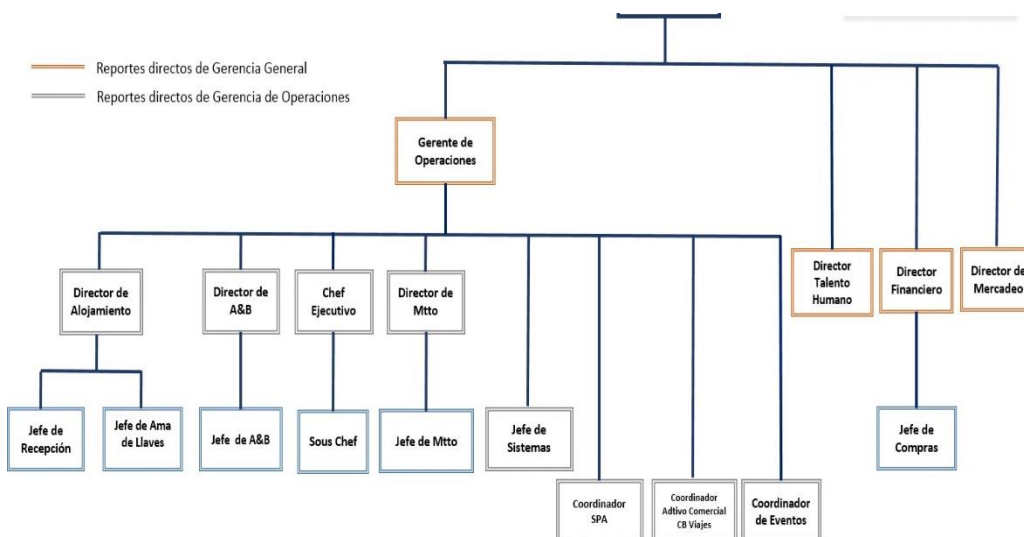 Reportes directos de Gerencia General
Reportes directos de Gerencia de Operaciones
Gerente de
Operaciones
Director de
Alojamiento
Director de
A&B
Chef
Ejecutivo
Director de
Mtto
Director
Talento
Humano
Director
Financiero
Director de
Mercadeo
Jefe de
Recepción
Jefe de Ama
de Llaves
Jefe de A&B
Sous Chef
Jefe de Mtto
Jefe de
Sistemas
Jefe de
Compras
Coordinador
SPA
Coordinador
Adtivo Comercial
CB Viajes
Coordinador
de Eventos